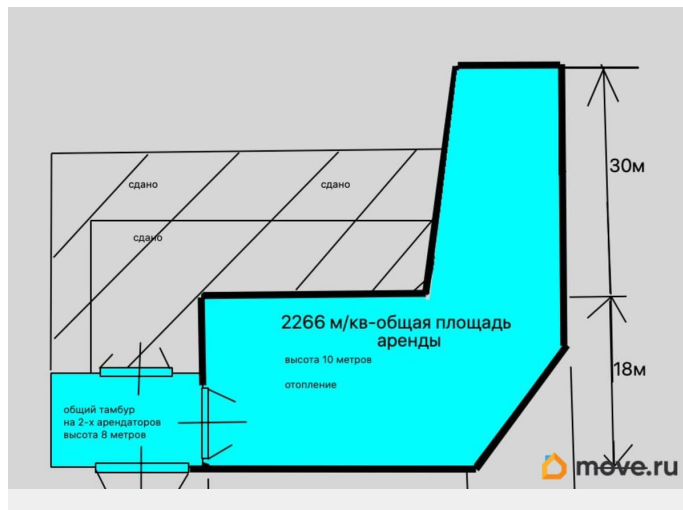 30м
сдано
сдано
сдано
2266 м/кв-общая площадь
аренды
высота 10 метров
18м
отопление
общий тамбур
на 2-х арендаторов
высота 8 метров
move.ru